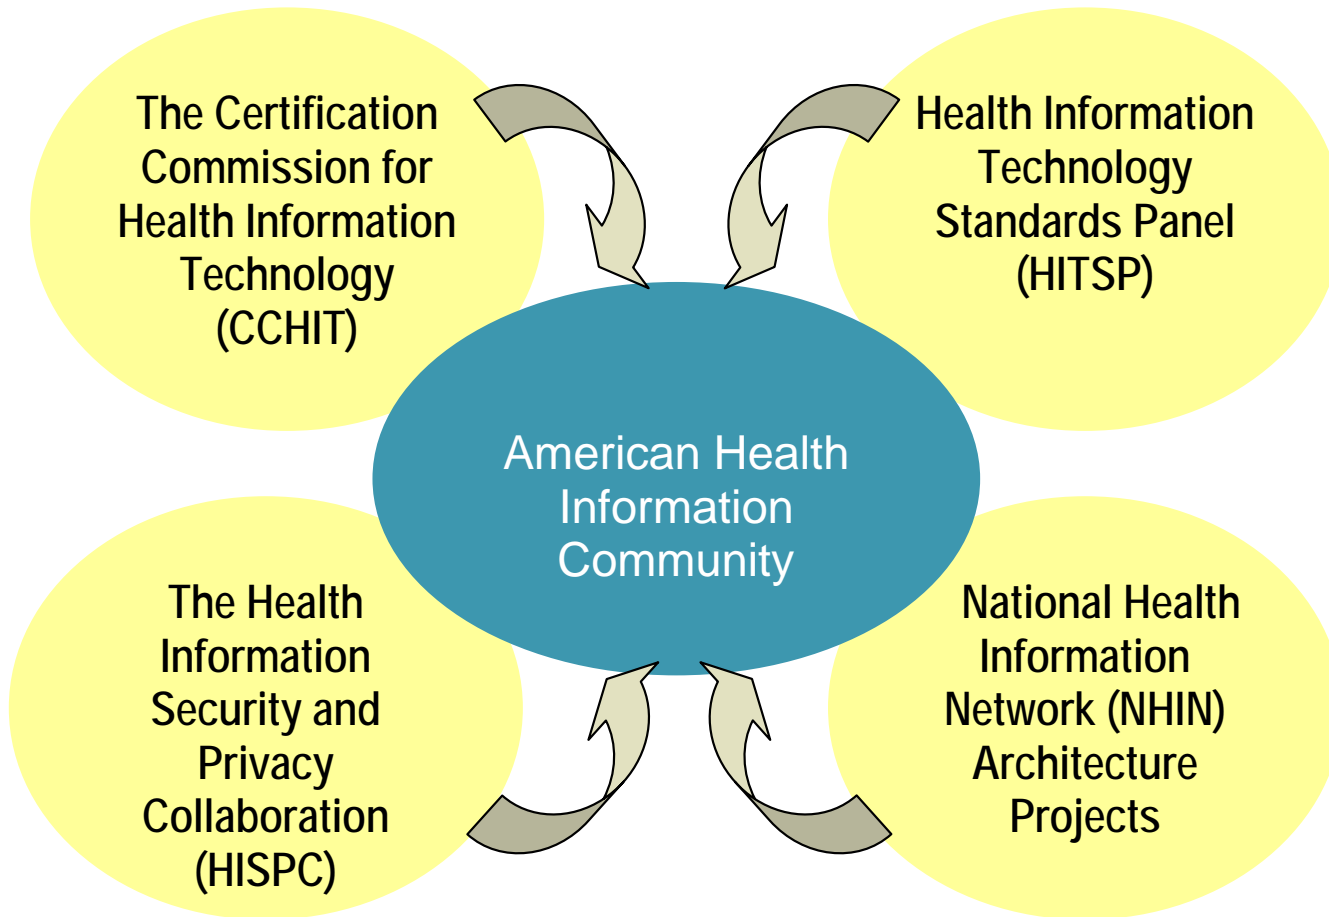 The Certification
Commission for
Health Information
Technology
(CCHIT)
Health Information
Technology
Standards Panel
(HITSP)
American Health
Information
Community
The Health
Information
Security and
Privacy
Collaboration
(HISPC)
National Health
Information
Network (NHIN)
Architecture
Projects